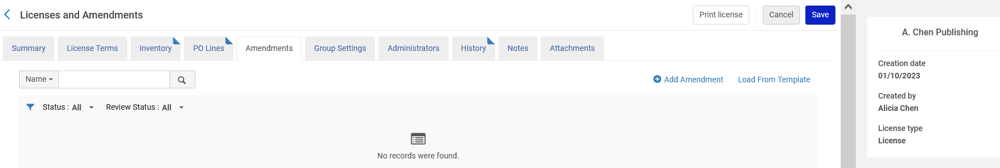 Licenses and Amendments
Print license
Cancel
Save
Summary
License Terms
Inventory
PO Lines
Amendments
Group Settings
Administrators
History
Notes
Attachments
Name
Add Amendment
Load From Template
Status : All
Review Status : All
No records were found.
A. Chen Publishing
Creation date
01/10/2023
Created by
Alicia Chen
License type
License